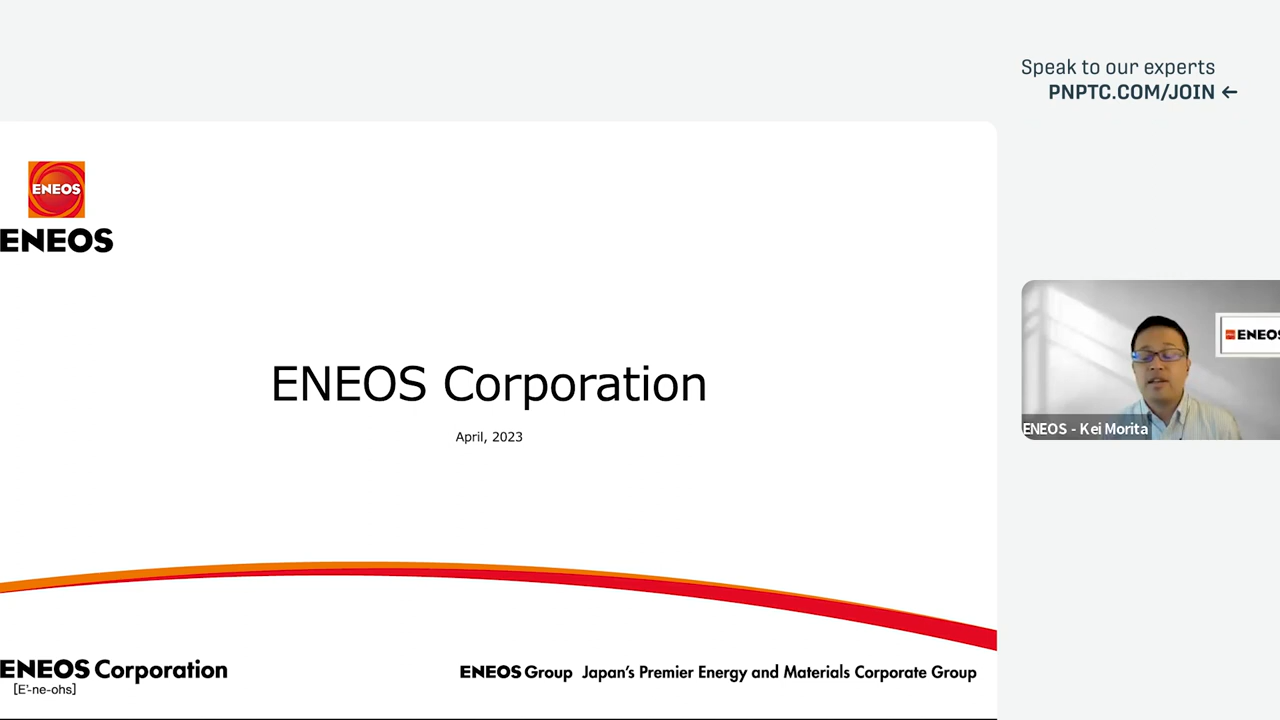 Speak to our experts
PNPTC.COM/JOIN ←
ENEOS
ENEOS
ENEOS Corporation
April, 2023
ENEOS
ENEOS - Kei Morita
ENEOS Corporation
[E'-ne-ohs]
ENEOS Group Japan's Premier Energy and Materials Corporate Group